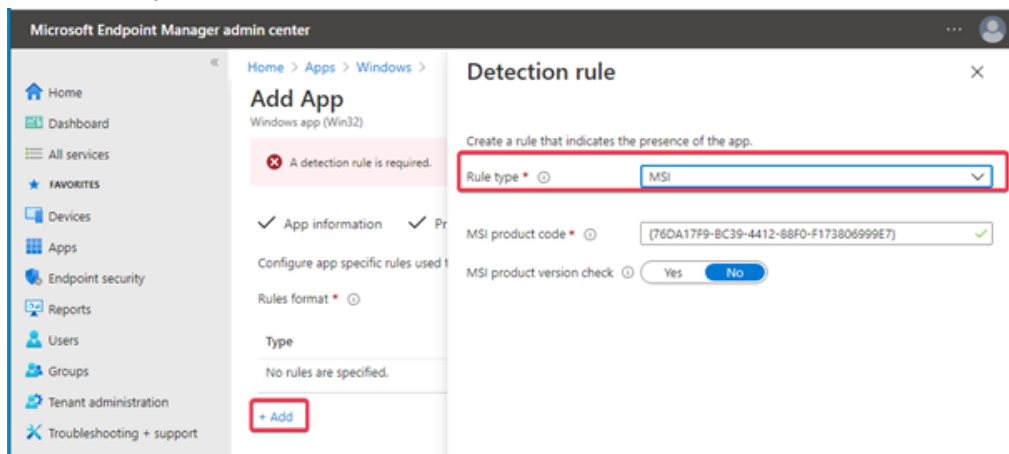 Microsoft Endpoint Manager admin center
...
«
Home
Dashboard
All services
FAVORITES
Devices
Apps
Endpoint security
Reports
Users
Groups
Tenant administration
Troubleshooting + support
Home > Apps > Windows >
Add App
Windows app (Win32)
A detection rule is required.
App information Pr
Configure app specific rules used t
Rules format *
Type
No rules are specified.
+ Add
Detection rule
Create a rule that indicates the presence of the app.
Rule type * MSI
MSI product code * {76DA17F9-BC39-4412-88F0-F173806999E7}
MSI product version check Yes No